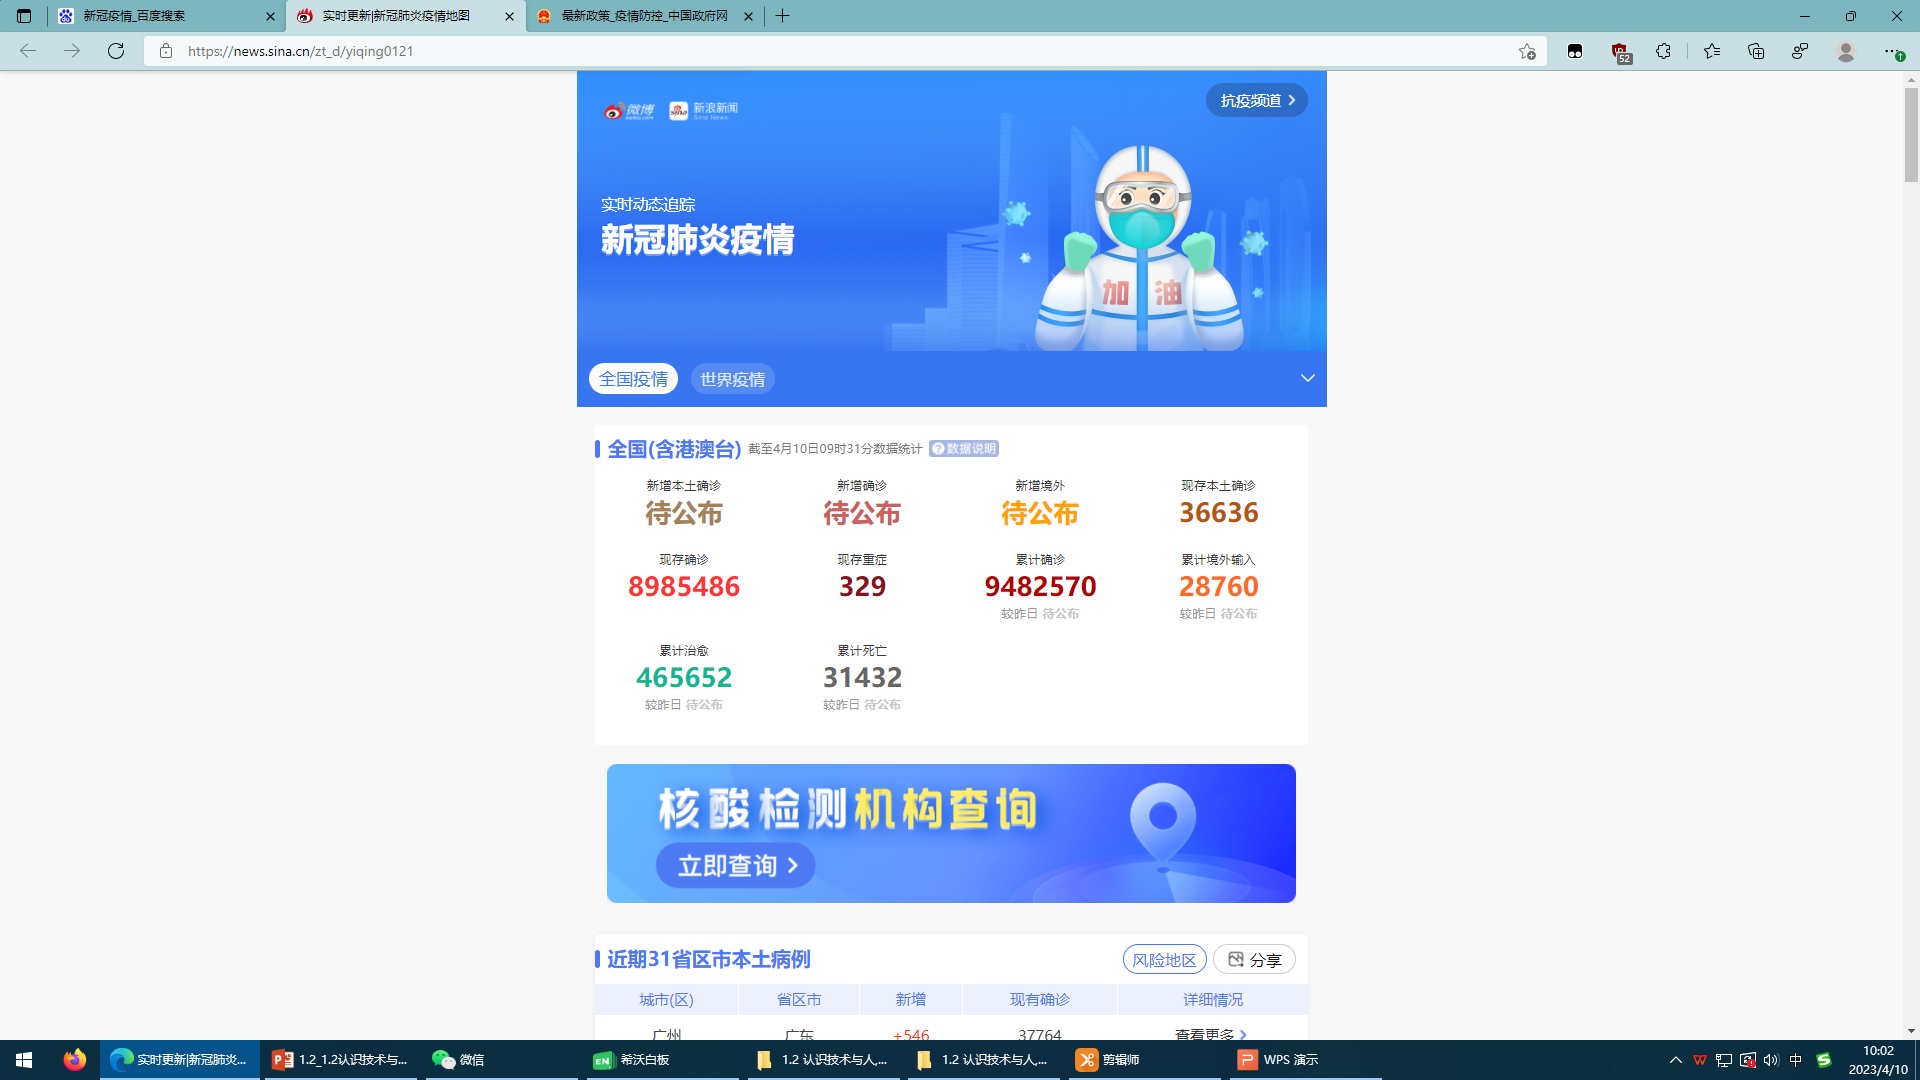 新冠疫情_百度搜索
实时更新|新冠肺炎疫情地图
最新政策_疫情防控_中国政府网
https://news.sina.cn/zt_d/yiqing0121
52
微博
weibo.com
sina
新浪新闻
Sina News
抗疫频道
实时动态追踪
新冠肺炎疫情
加油
全国疫情
世界疫情
全国(含港澳台) 截至4月10日09时31分数据统计 ?数据说明
新增本土确诊 新增确诊 新增境外 现存本土确诊
待公布 待公布 待公布 36636
现存确诊 现存重症 累计确诊 累计境外输入
8985486 329 9482570 28760
较昨日 待公布 较昨日 待公布
累计治愈 累计死亡
465652 31432
较昨日 待公布 较昨日 待公布
核酸检测机构查询
立即查询
近期31省区市本土病例
风险地区
分享
城市(区) 省区市 新增 现有确诊 详细情况
广州 广东 +546 37764 查看更多
实时更新|新冠肺炎...
1.2_1.2认识技术与...
微信
EN 希沃白板
1.2 认识技术与人...
1.2 认识技术与人...
剪辑师
WPS 演示
中
10:02
2023/4/10